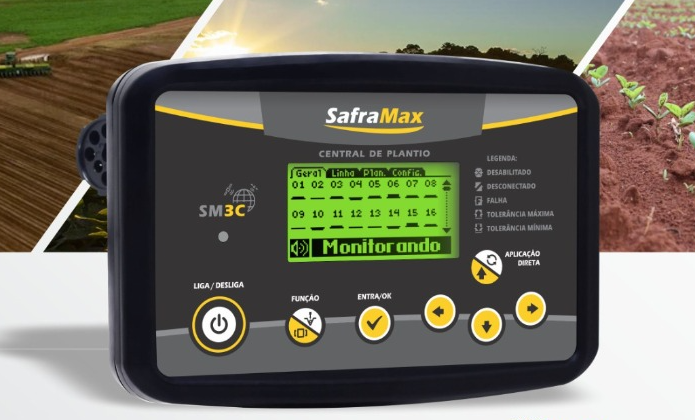 SafraMax
CENTRAL DE PLANTIO
Geral Linha Plan. Config.
01 02 03 04 05 06 07 08
09 10 11 12 13 14 15 16
Monitorando
SM3C
LEGENDA:
DESABILITADO
DESCONECTADO
FALHA
TOLERÂNCIA MÁXIMA
TOLERÂNCIA MÍNIMA
APLICAÇÃO
DIRETA
LIGA / DESLIGA
FUNÇÃO
ENTRA/OK